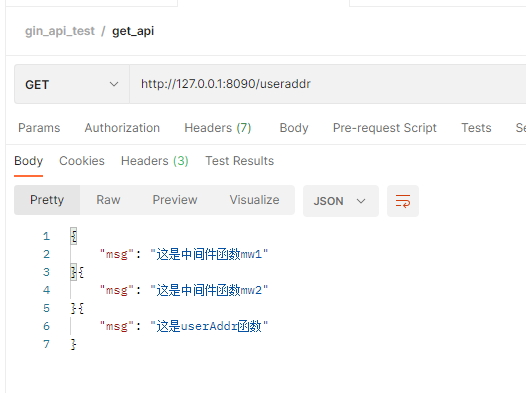 gin_api_test / get_api
GET http://127.0.0.1:8090/useraddr
Params Authorization Headers (7) Body Pre-request Script Tests Se
Body Cookies Headers (3) Test Results
Pretty Raw Preview Visualize JSON
1 {
2 "msg": "这是中间件函数mw1"
3 }{
4 "msg": "这是中间件函数mw2"
5 }{
6 "msg": "这是userAddr函数"
7 }